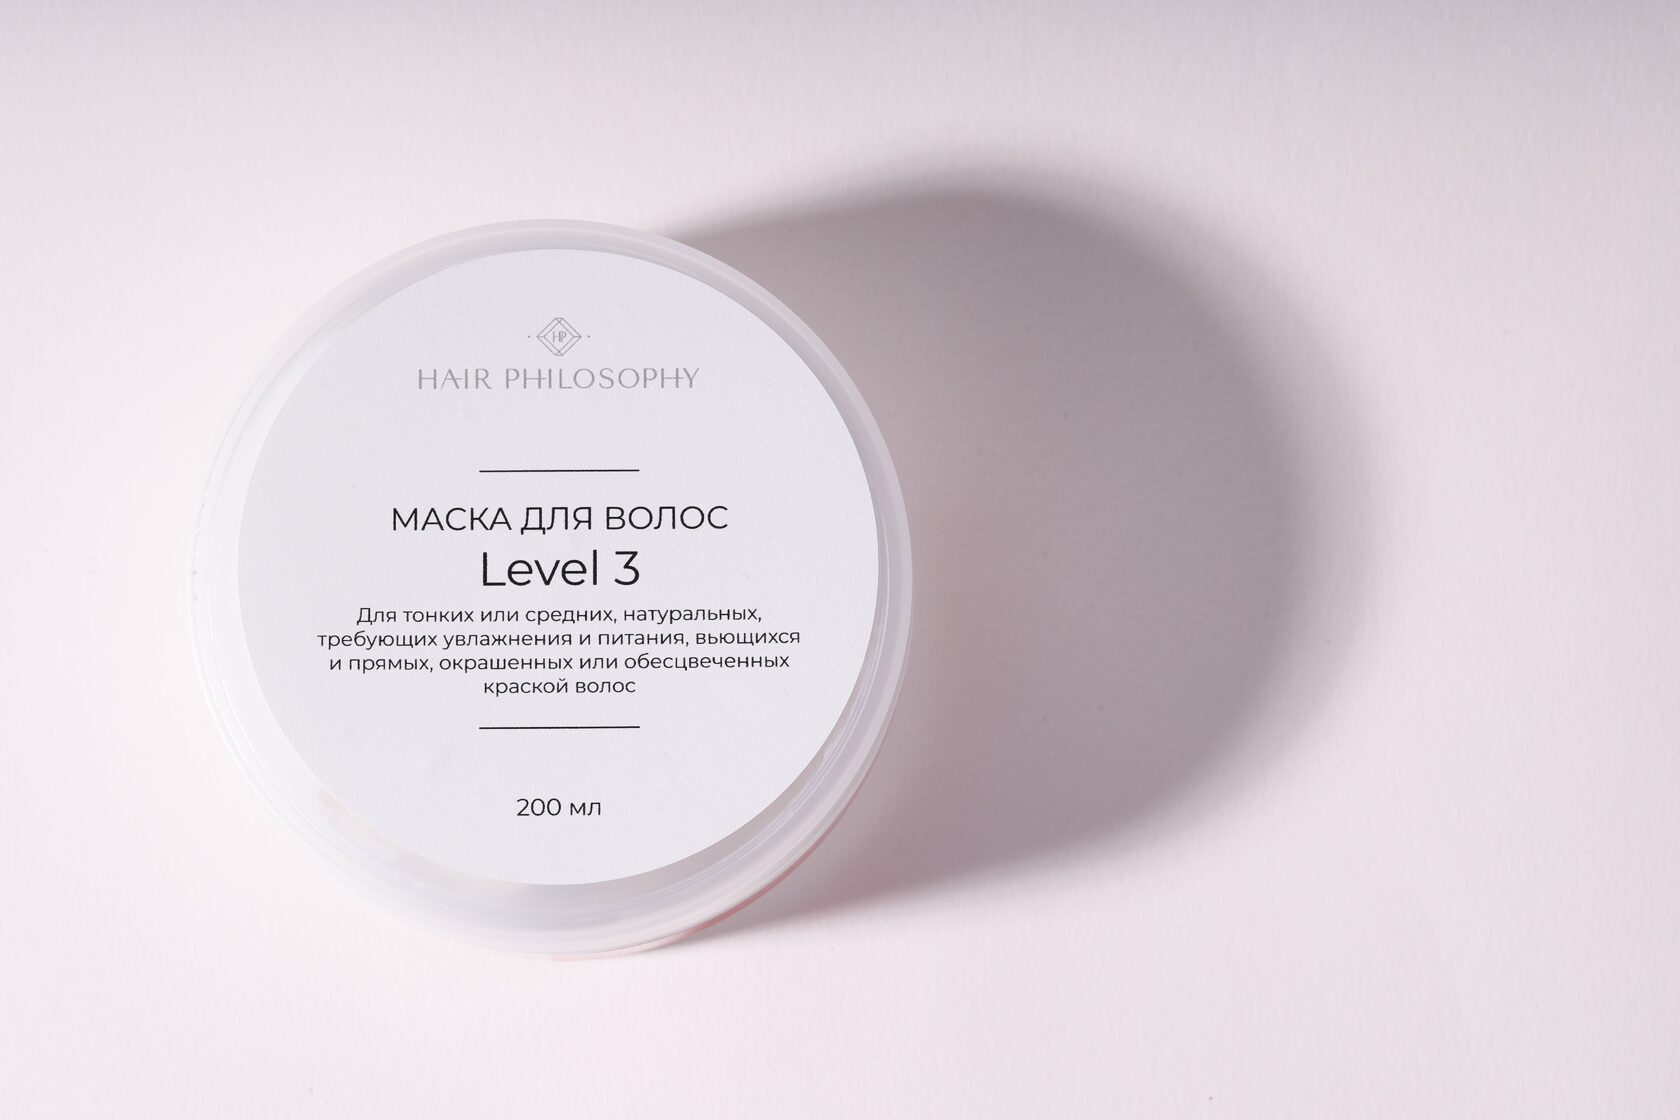 HP
HAIR PHILOSOPHY
МАСКА ДЛЯ ВОЛОС
Level 3
Для тонких или средних, натуральных,
требующих увлажнения и питания, вьющихся
и прямых, окрашенных или обесцвеченных
краской волос
200 мл